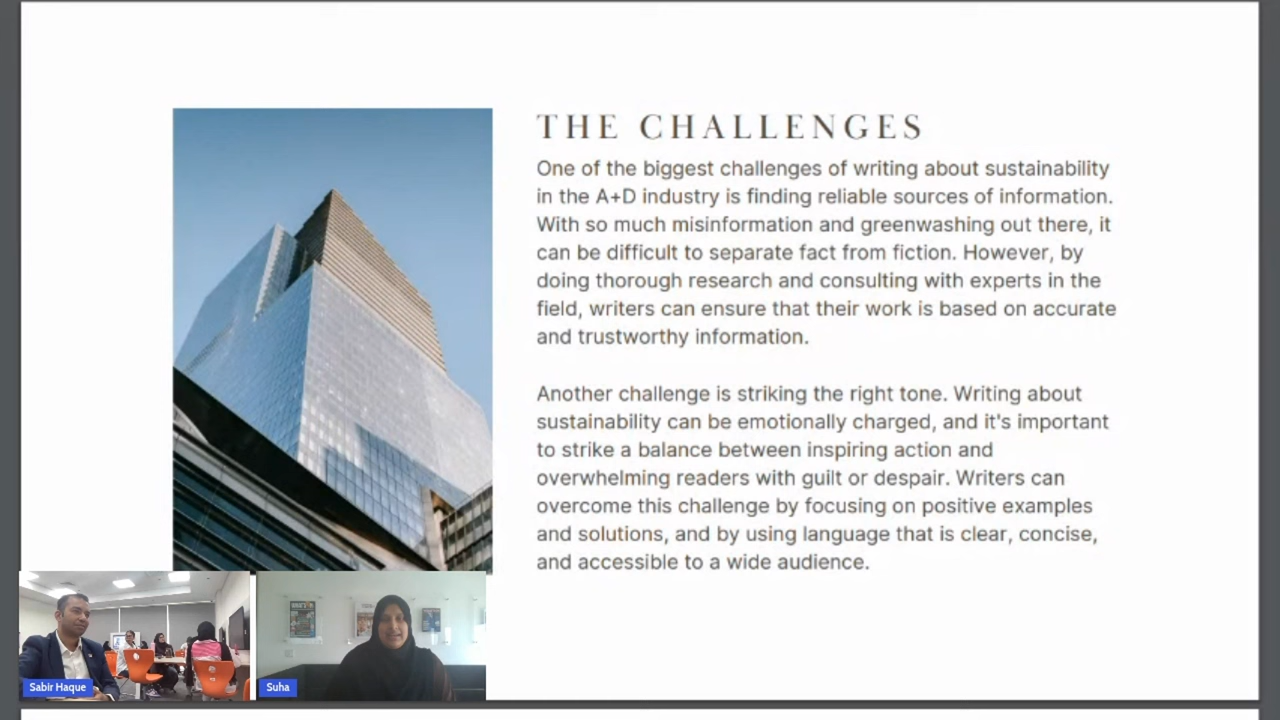 THE CHALLENGES
One of the biggest challenges of writing about sustainability
in the A+D industry is finding reliable sources of information.
With so much misinformation and greenwashing out there, it
can be difficult to separate fact from fiction. However, by
doing thorough research and consulting with experts in the
field, writers can ensure that their work is based on accurate
and trustworthy information.
Another challenge is striking the right tone. Writing about
sustainability can be emotionally charged, and it's important
to strike a balance between inspiring action and
overwhelming readers with guilt or despair. Writers can
overcome this challenge by focusing on positive examples
and solutions, and by using language that is clear, concise,
and accessible to a wide audience.
Sabir Haque
Suha